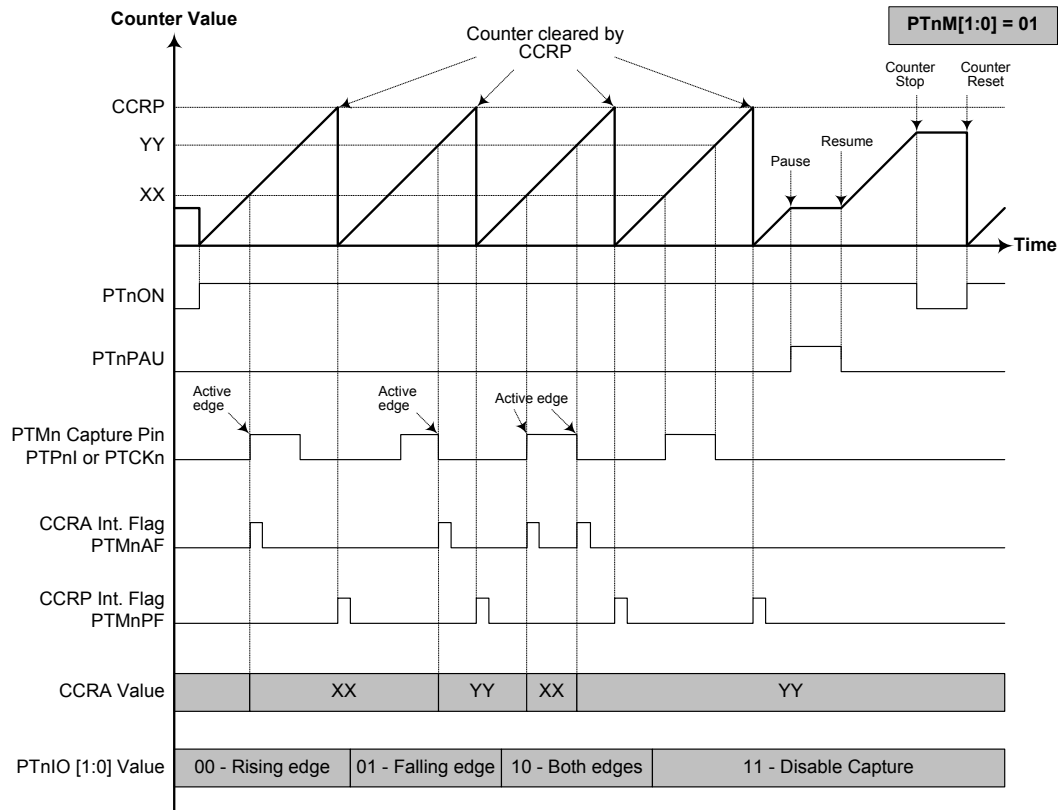 Counter Value
PTnM[1:0] = 01
Counter cleared by
CCRP
Counter
Stop
Counter
Reset
CCRP
YY
XX
Pause
Resume
Time
PTnON
PTnPAU
Active
edge
Active
edge
Active edge
PTMn Capture Pin
PTPnI or PTCKn
CCRA Int. Flag
PTMnAF
CCRP Int. Flag
PTMnPF
CCRA Value
XX
YY
XX
YY
PTnIO [1:0] Value
00 - Rising edge
01 - Falling edge
10 - Both edges
11 - Disable Capture